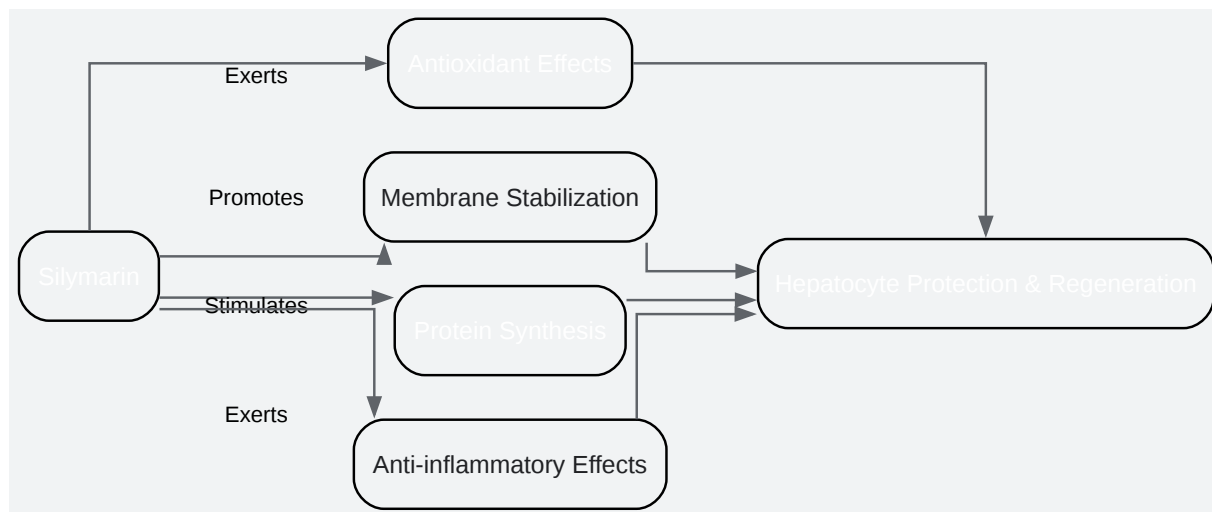 Antioxidant Effects
Exerts
Promotes
Membrane Stabilization
Silymarin
Stimulates
Protein Synthesis
Hepatocyte Protection & Regeneration
Exerts
Anti-inflammatory Effects